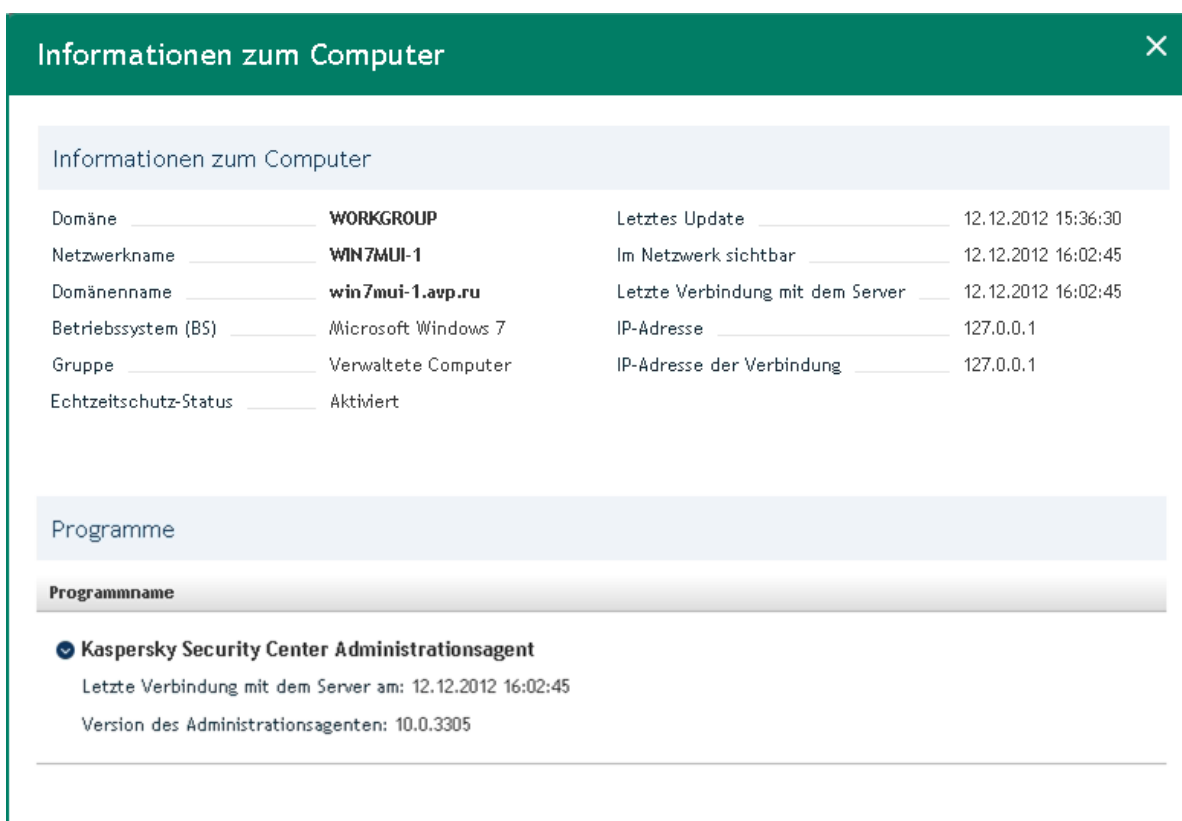 Informationen zum Computer
Informationen zum Computer
Domäne WORKGROUP Letztes Update 12.12.2012 15:36:30
Netzwerkname WIN7MUI-1 Im Netzwerk sichtbar 12.12.2012 16:02:45
Domänenname win7mui-1.avp.ru Letzte Verbindung mit dem Server 12.12.2012 16:02:45
Betriebssystem (BS) Microsoft Windows 7 IP-Adresse 127.0.0.1
Gruppe Verwaltete Computer IP-Adresse der Verbindung 127.0.0.1
Echtzeitschutz-Status Aktiviert
Programme
Programmname
Kaspersky Security Center Administrationsagent
Letzte Verbindung mit dem Server am: 12.12.2012 16:02:45
Version des Administrationsagenten: 10.0.3305